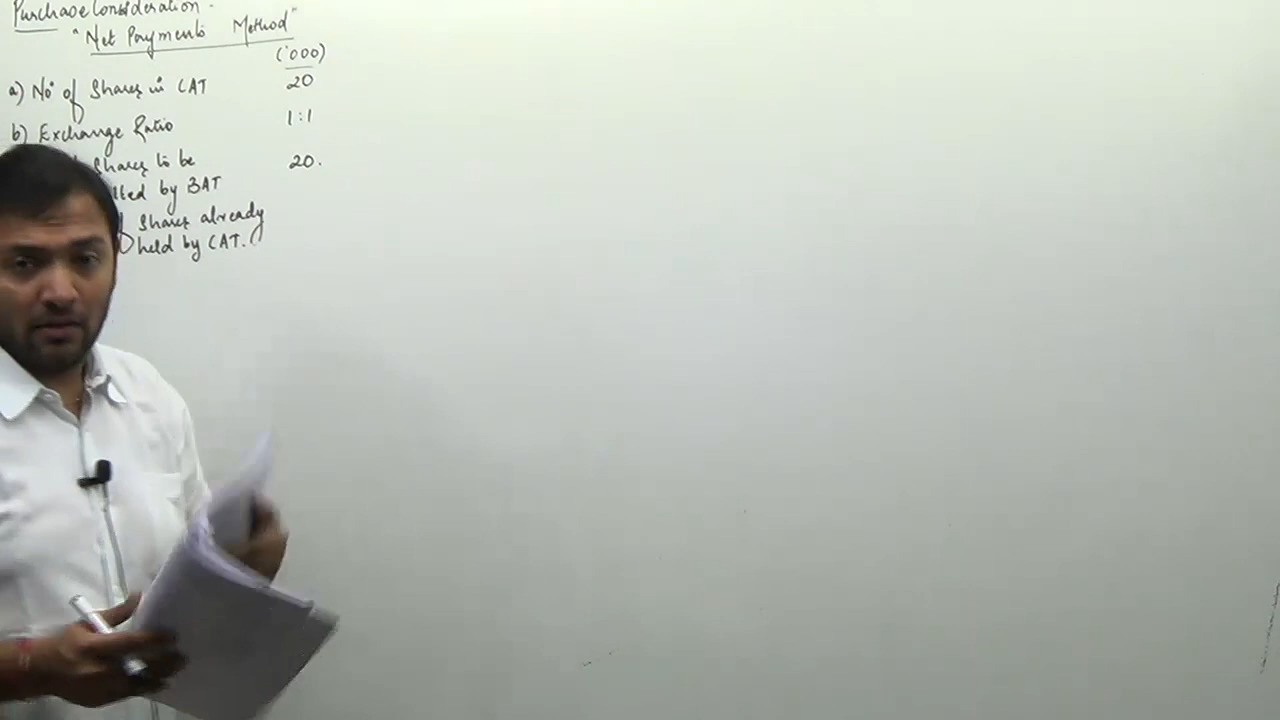 Purchase Consideration.
"Net Payments Method"
('000)
a) No of Shares in CAT 20
b) Exchange Ratio 1:1
Shares to be 20.
by BAT
Shares already
held by CAT.